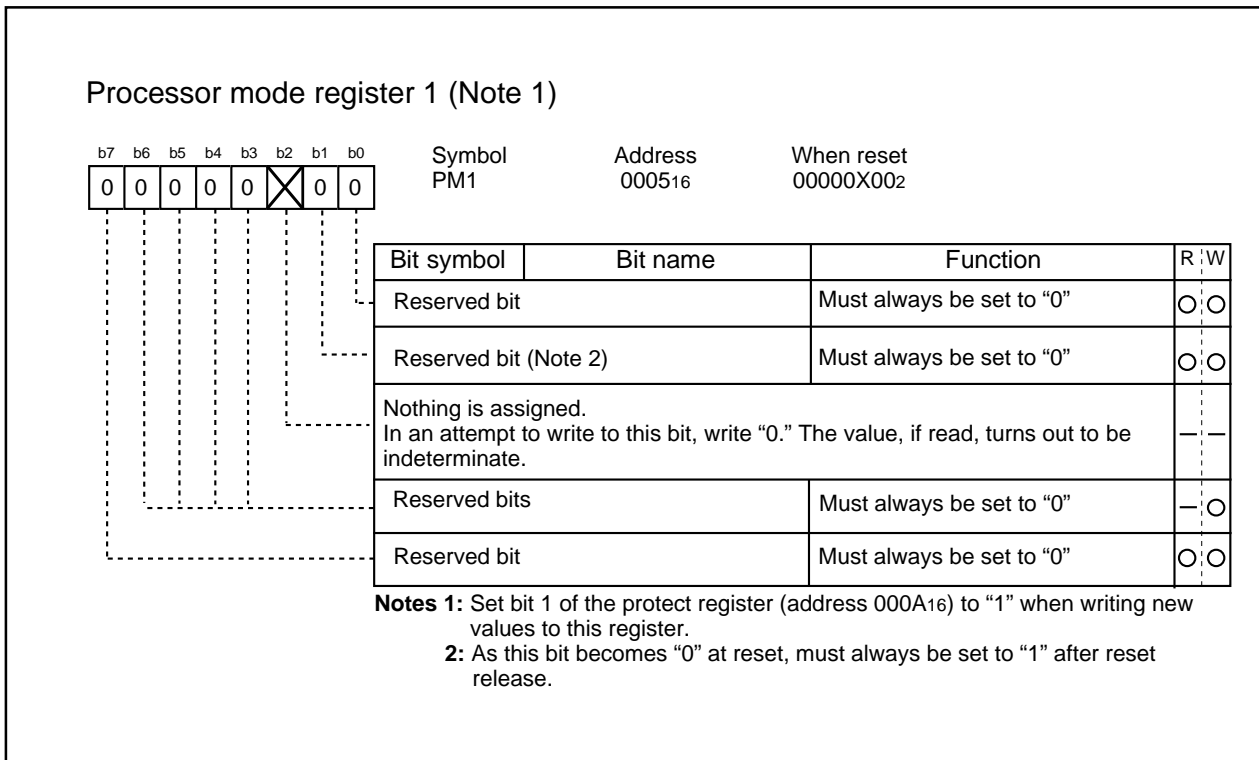 Processor mode register 1 (Note 1)
b7 b6 b5 b4 b3 b2 b1 b0
0 0 0 0 0 X 0 0
Symbol Address When reset
PM1 000516 00000X002
Bit symbol Bit name Function R W
Reserved bit Must always be set to “0” O O
Reserved bit (Note 2) Must always be set to “0” O O
Nothing is assigned.
In an attempt to write to this bit, write “0.” The value, if read, turns out to be — —
indeterminate.
Reserved bits Must always be set to “0” — O
Reserved bit Must always be set to “0” O O
Notes 1: Set bit 1 of the protect register (address 000A16) to “1” when writing new
values to this register.
2: As this bit becomes “0” at reset, must always be set to “1” after reset
release.